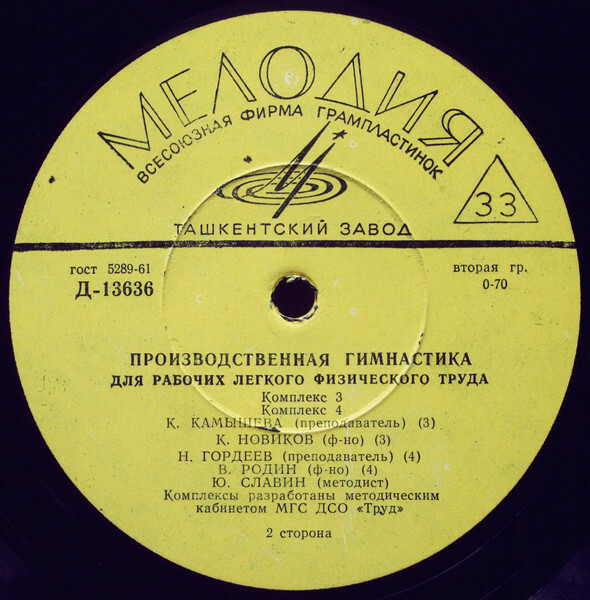 МЕЛОДИЯ
ВСЕСОЮЗНАЯ ФИРМА ГРАМПЛАСТИНОК
33
ТАШКЕНТСКИЙ ЗАВОД
гост 5289-61
Д-13636
вторая гр.
0-70
ПРОИЗВОДСТВЕННАЯ ГИМНАСТИКА
ДЛЯ РАБОЧИХ ЛЕГКОГО ФИЗИЧЕСКОГО ТРУДА
Комплекс 3
Комплекс 4
К. КАМЫШЕВА (преподаватель) (3)
К. НОВИКОВ (ф-но) (3)
Н. ГОРДЕЕВ (преподаватель) (4)
В. РОДИН (ф-но) (4)
Ю. СЛАВИН (методист)
Комплексы разработаны методическим
кабинетом МГС ДСО «Труд»
2 сторона